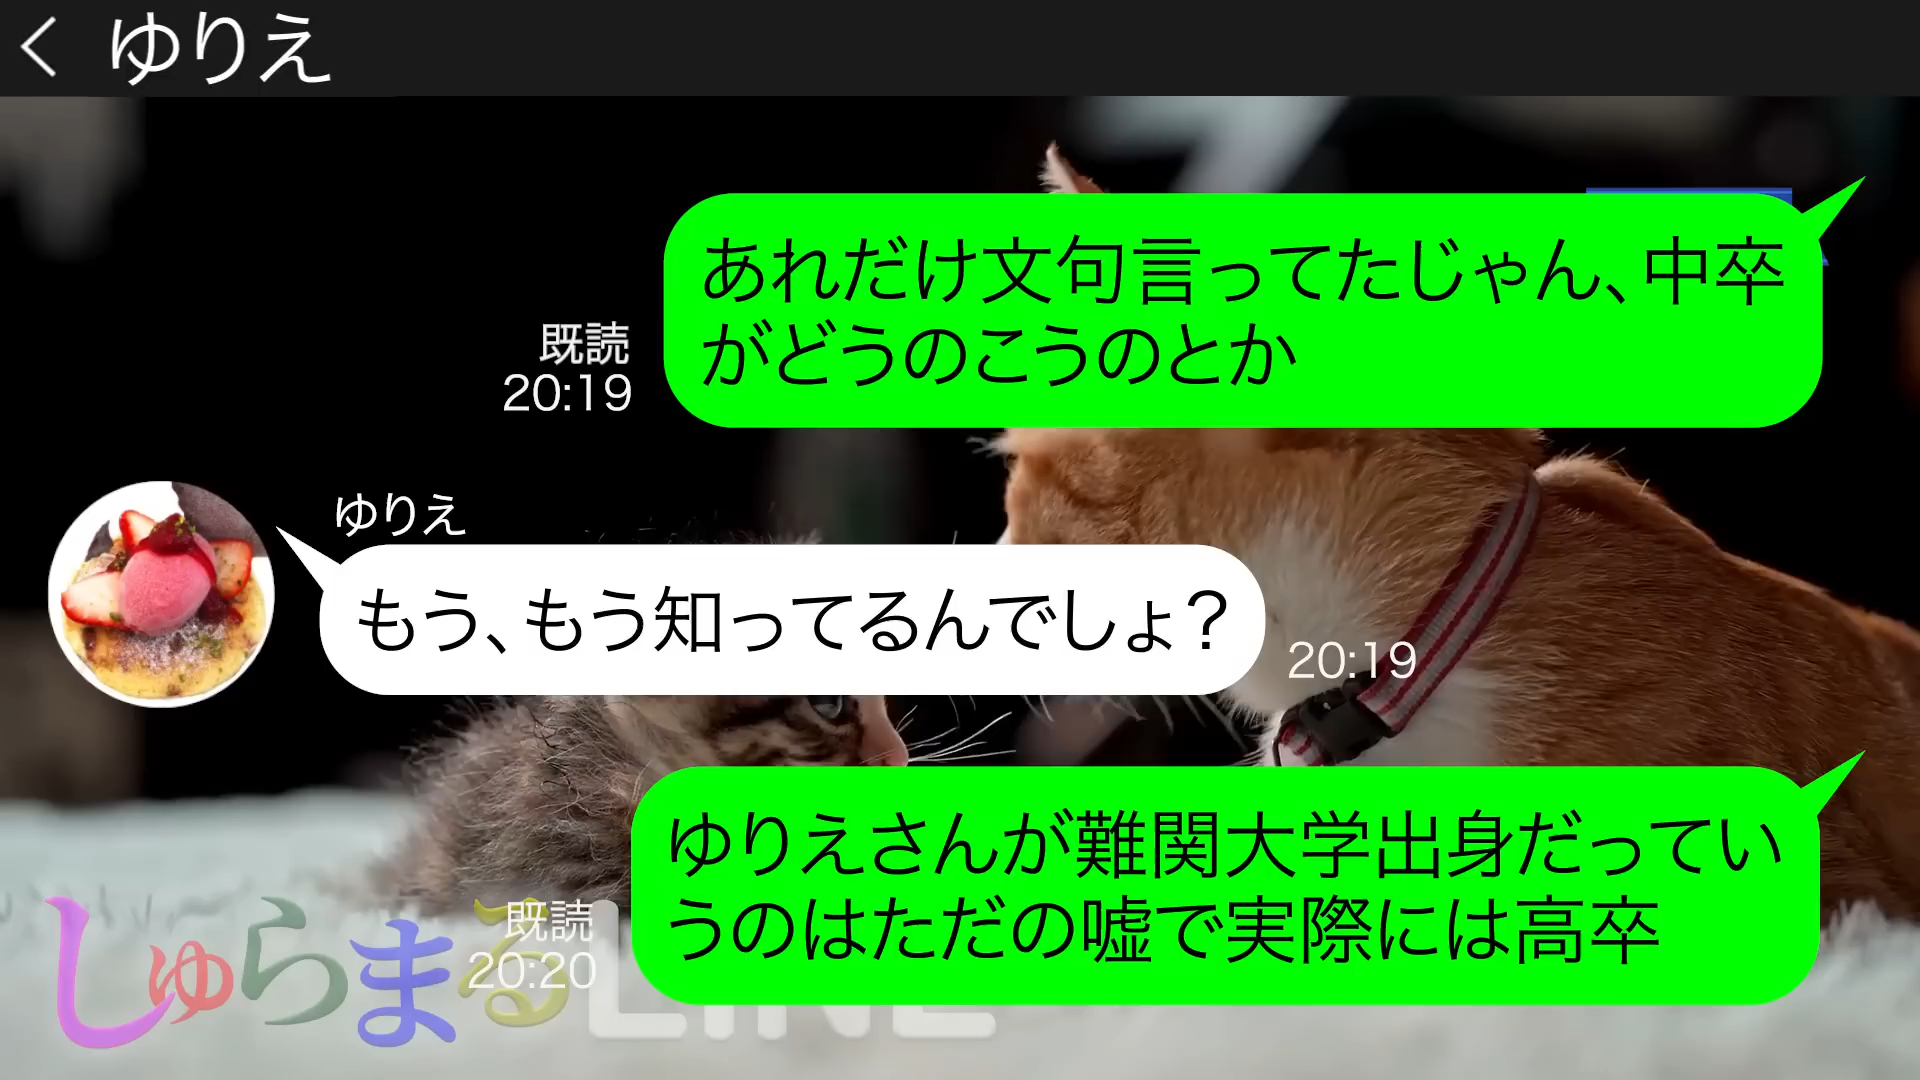 ゆりえ
あれだけ文句言ってたじゃん、中卒
がどうのこうのとか
既読
20:19
ゆりえ
もう、もう知ってるんでしょ？
20:19
ゆりえさんが難関大学出身だってい
うのはただの嘘で実際には高卒
既読
20:20
しゅらまるLINE